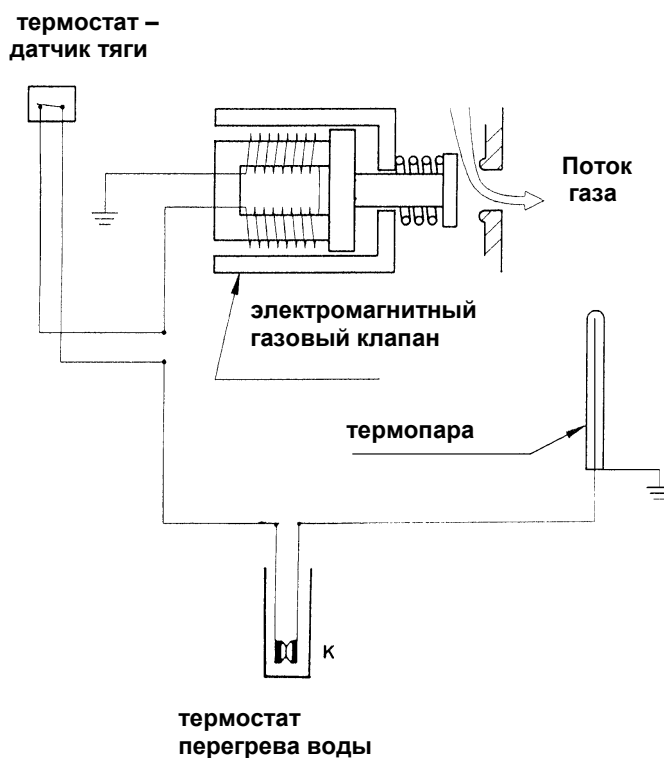 термостат –
датчик тяги
Поток
газа
электромагнитный
газовый клапан
термопара
K
термостат
перегрева воды